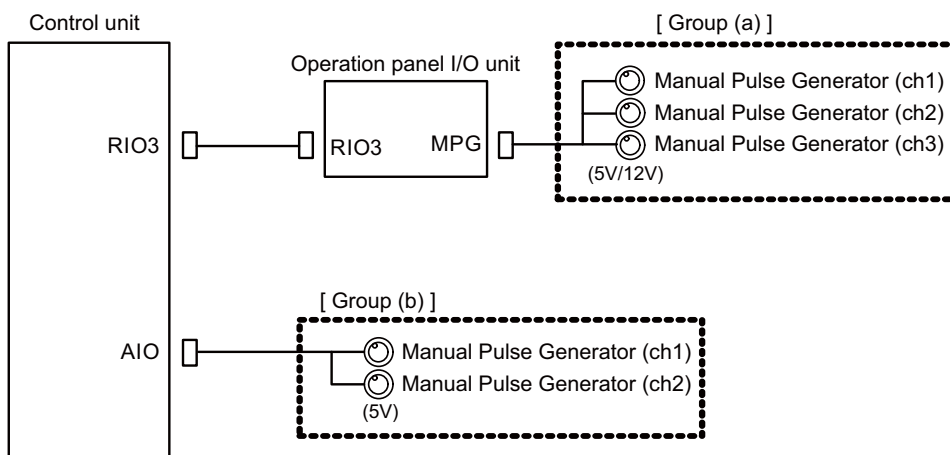 Control unit
[ Group (a) ]
Operation panel I/O unit
Manual Pulse Generator (ch1)
Manual Pulse Generator (ch2)
Manual Pulse Generator (ch3)
RIO3
RIO3
MPG
(5V/12V)
[ Group (b) ]
AIO
Manual Pulse Generator (ch1)
Manual Pulse Generator (ch2)
(5V)